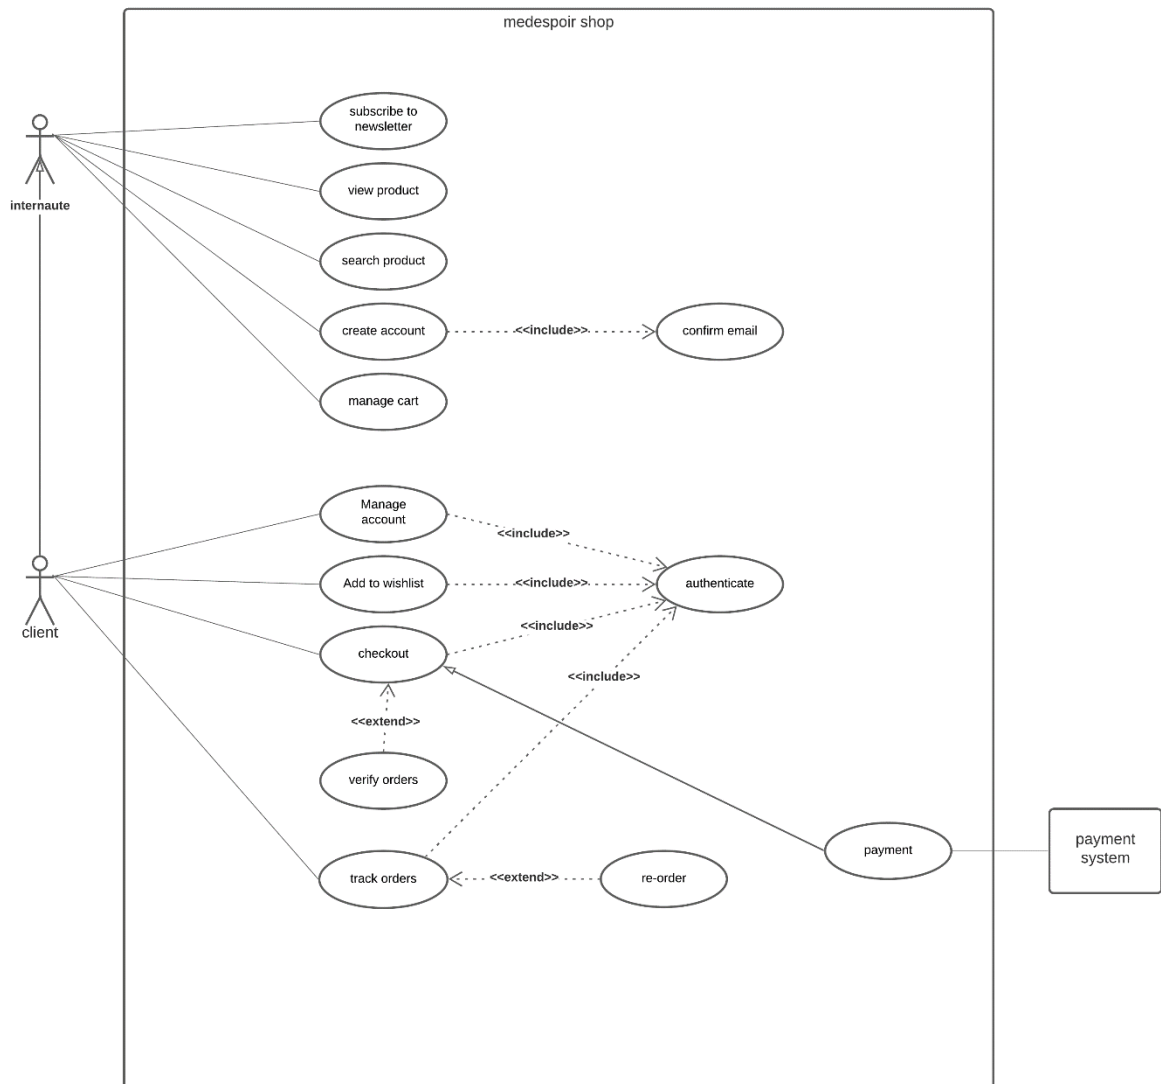 medespoir shop
subscribe to
newsletter
view product
internaute
search product
create account
<<include>>
confirm email
manage cart
Manage
account
<<include>>
Add to wishlist
<<include>>
authenticate
client
checkout
<<include>>
<<include>>
<<extend>>
verify orders
payment
payment
system
track orders
<<extend>>
re-order